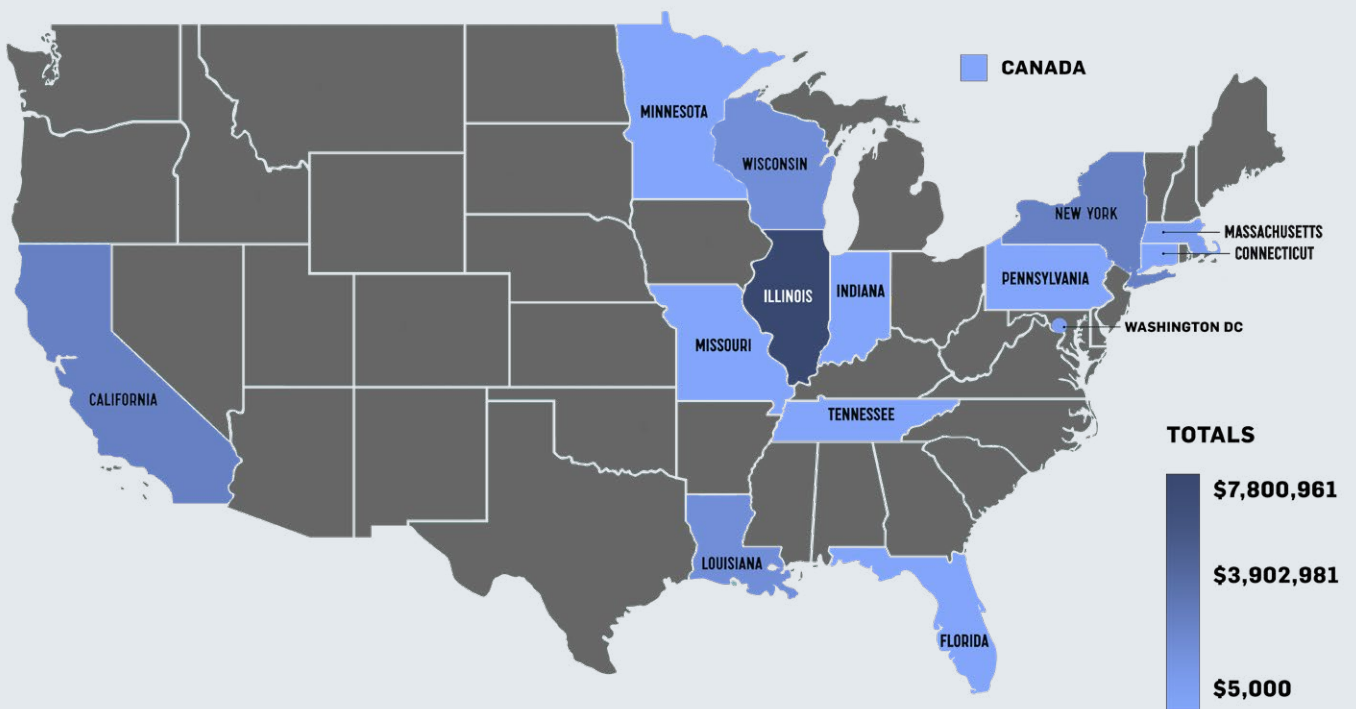 CANADA
MINNESOTA
WISCONSIN
NEW YORK
MASSACHUSETTS
CONNECTICUT
PENNSYLVANIA
ILLINOIS
INDIANA
WASHINGTON DC
MISSOURI
CALIFORNIA
TENNESSEE
LOUISIANA
FLORIDA
TOTALS
$7,800,961
$3,902,981
$5,000